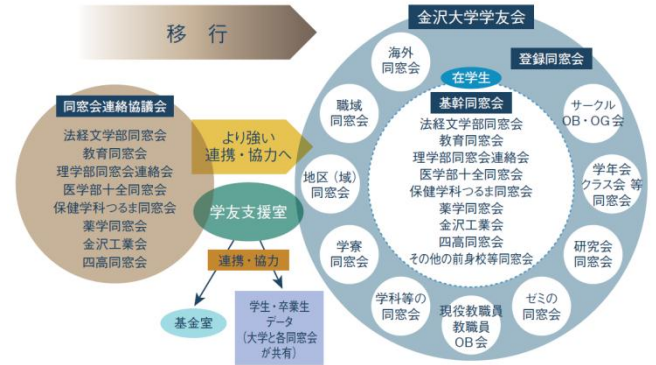 移 行
金沢大学学友会
登録同窓会
同窓会連絡協議会
法経文学部同窓会
教育同窓会
理学部同窓会連絡会
医学部十全同窓会
保健学科つるま同窓会
薬学同窓会
金沢工業会
四高同窓会
より強い
連携・協力へ
学友支援室
連携・協力
基金室
学生・卒業生
データ
(大学と各同窓会
が共有)
在学生
基幹同窓会
法経文学部同窓会
教育同窓会
理学部同窓会連絡会
医学部十全同窓会
保健学科つるま同窓会
薬学同窓会
金沢工業会
四高同窓会
その他の前身校等同窓会
海外
同窓会
職域
同窓会
地区(域)
同窓会
学寮
同窓会
学科等の
同窓会
現役教職員
教職員
OB会
ゼミの
同窓会
研究会
同窓会
学年会
クラス会 等
同窓会
サークル
OB・OG会